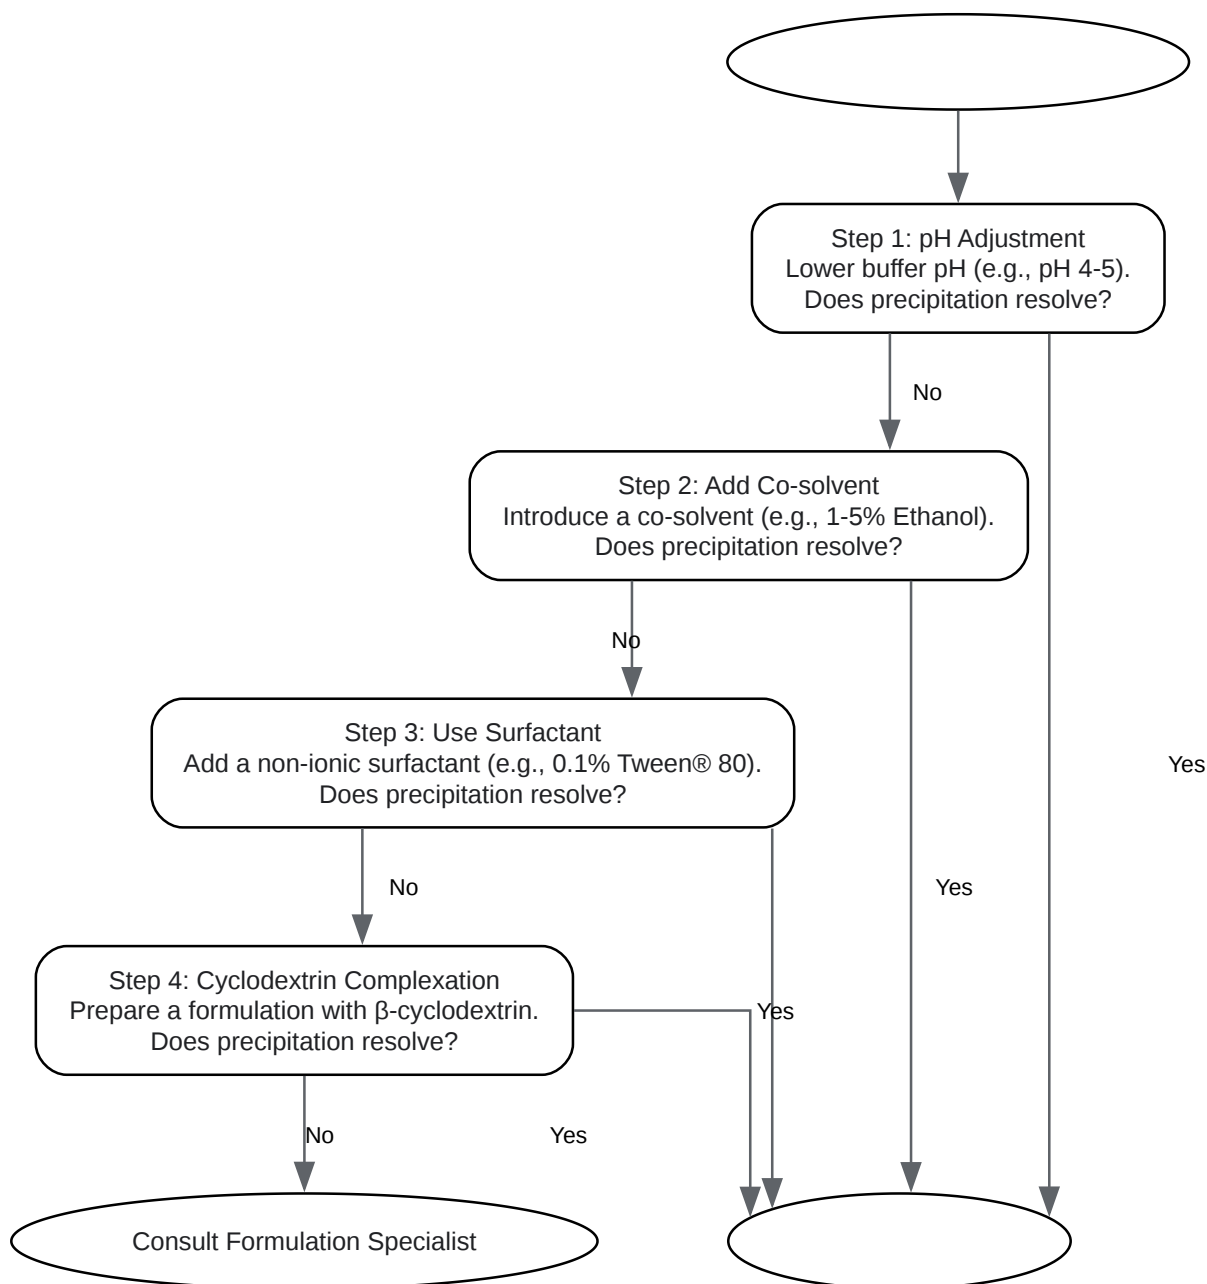 Step 1: pH Adjustment
Lower buffer pH (e.g., pH 4-5).
Does precipitation resolve?
No
Step 2: Add Co-solvent
Introduce a co-solvent (e.g., 1-5% Ethanol).
Does precipitation resolve?
No
Step 3: Use Surfactant
Add a non-ionic surfactant (e.g., 0.1% Tween® 80).
Does precipitation resolve?
Yes
No
Yes
Step 4: Cyclodextrin Complexation
Prepare a formulation with β-cyclodextrin.
Does precipitation resolve?
Yes
No
Yes
Consult Formulation Specialist